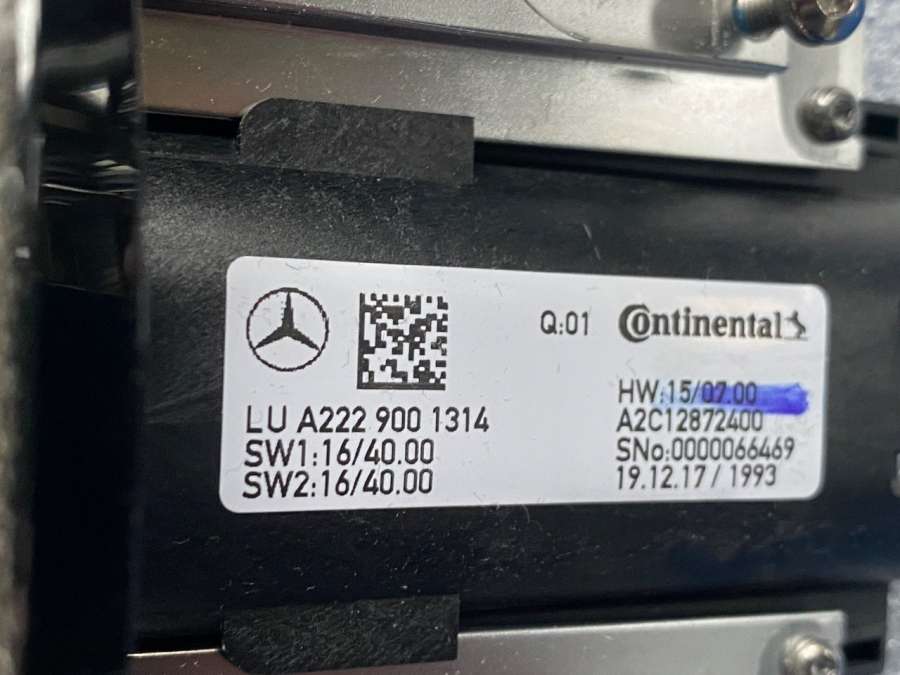 Q:01
Continental
LU A222 900 1314
SW1:16/40.00
SW2:16/40.00
HW:15/07.00
A2C12872400
SNo:0000066469
19.12.17 / 1993